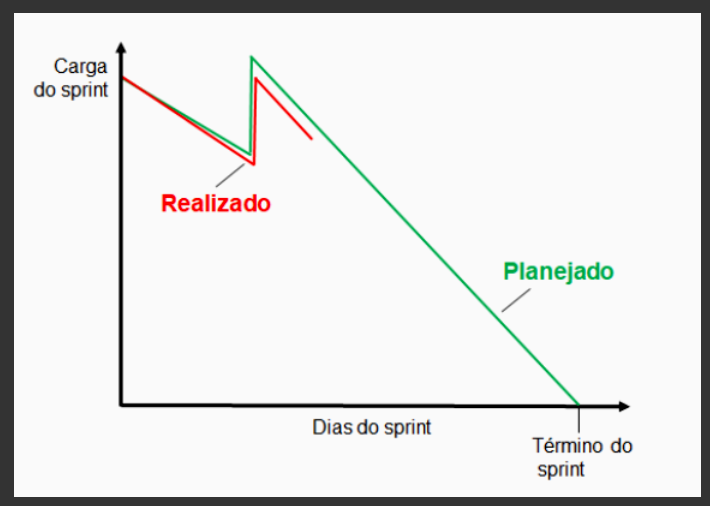 Carga
do sprint
Realizado
Planejado
Dias do sprint
Término do
sprint